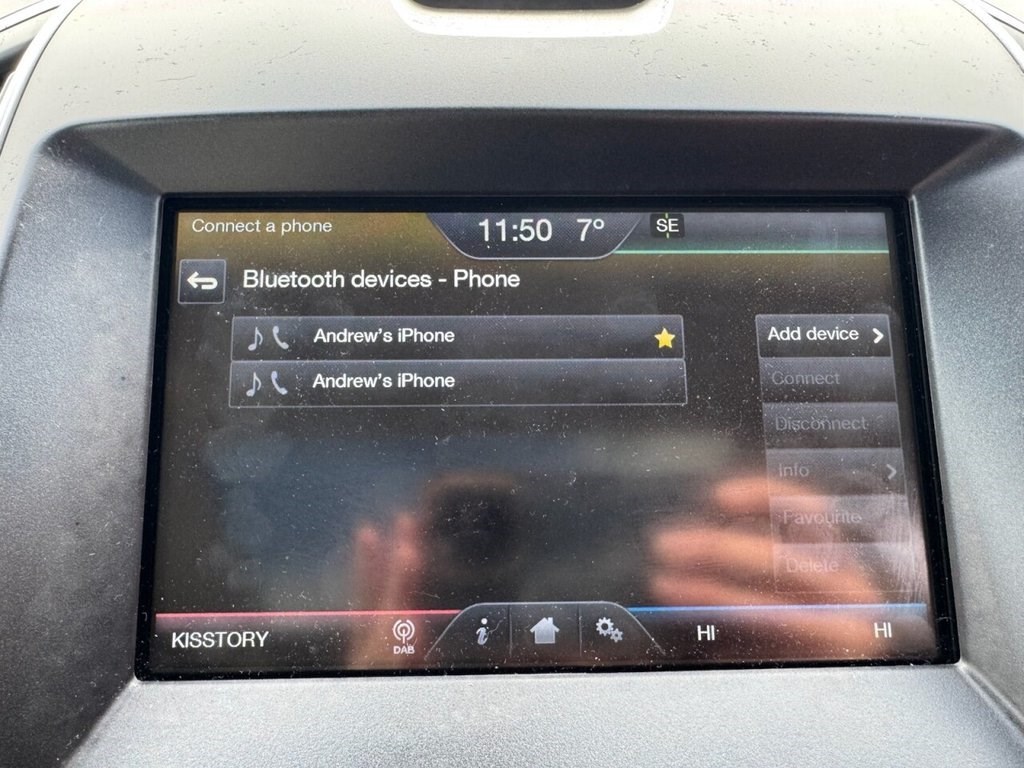 Connect a phone
11:50 7°
SE
Bluetooth devices - Phone
Andrew's iPhone
Andrew's iPhone
Add device
Connect
Disconnect
Info
Favourite
Delete
KISSTORY
DAB
i
HI
HI